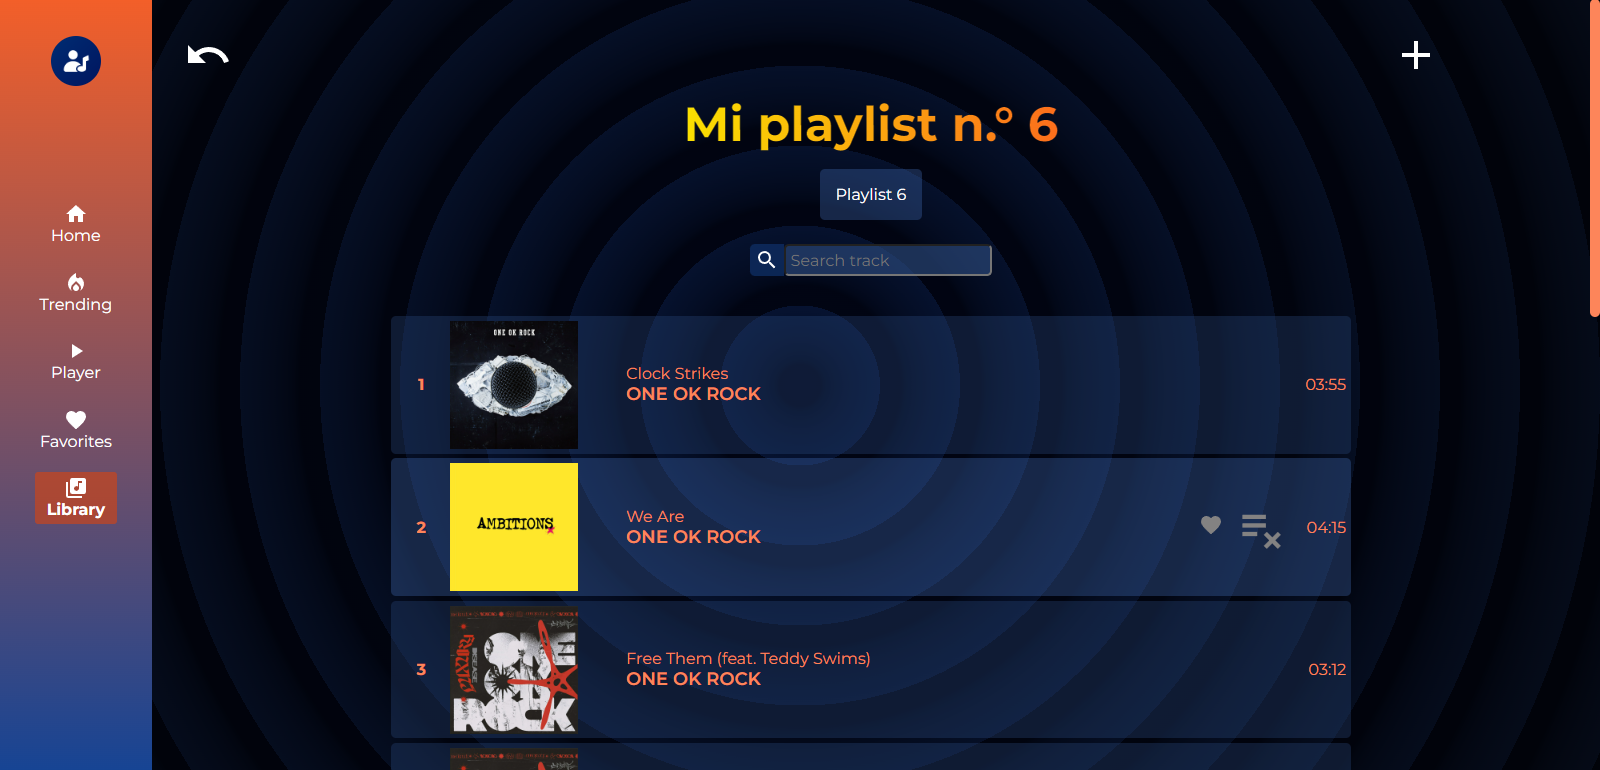 Mi playlist n.° 6
Playlist 6
Search track
Home
Trending
Player
Favorites
Library
1
ONE OK ROCK
Clock Strikes
ONE OK ROCK
03:55
2
AMBITIONS
We Are
ONE OK ROCK
04:15
3
ONE
ROCK
Free Them (feat. Teddy Swims)
ONE OK ROCK
03:12